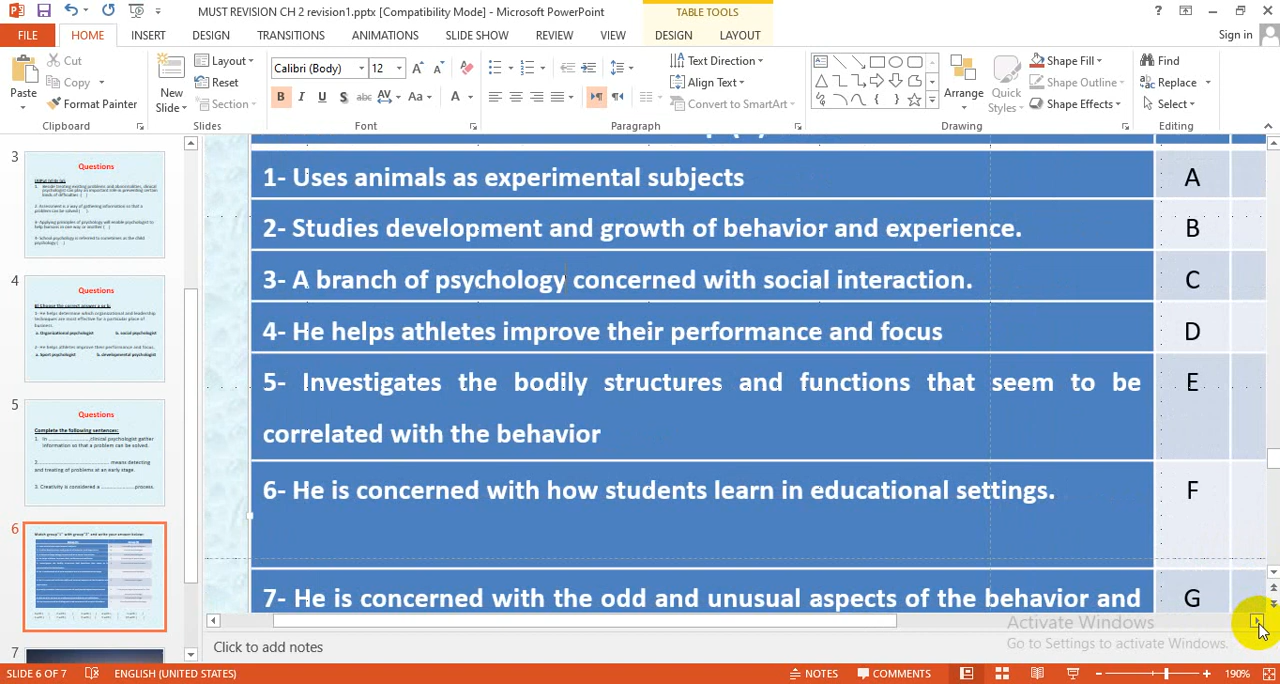 MUST REVISION CH 2 revision1.pptx [Compatibility Mode] - Microsoft PowerPoint
TABLE TOOLS
Sign in
FILE HOME INSERT DESIGN TRANSITIONS ANIMATIONS SLIDE SHOW REVIEW VIEW DESIGN LAYOUT
Paste
Cut
Copy
Format Painter
Clipboard
New Slide
Layout
Reset
Section
Slides
Calibri (Body) 12
Font
Text Direction
Align Text
Convert to SmartArt
Paragraph
Arrange
Quick Styles
Shape Fill
Shape Outline
Shape Effects
Drawing
Find
Replace
Select
Editing
3
Questions
4
5
Questions
Complete the following sentences:
6
7
1- Uses animals as experimental subjects A
2- Studies development and growth of behavior and experience. B
3- A branch of psychology concerned with social interaction. C
4- He helps athletes improve their performance and focus D
5- Investigates the bodily structures and functions that seem to be E
correlated with the behavior
6- He is concerned with how students learn in educational settings. F
7- He is concerned with the odd and unusual aspects of the behavior and G
Activate Windows
Go to Settings to activate Windows.
Click to add notes
SLIDE 6 OF 7 ENGLISH (UNITED STATES) NOTES COMMENTS 190%